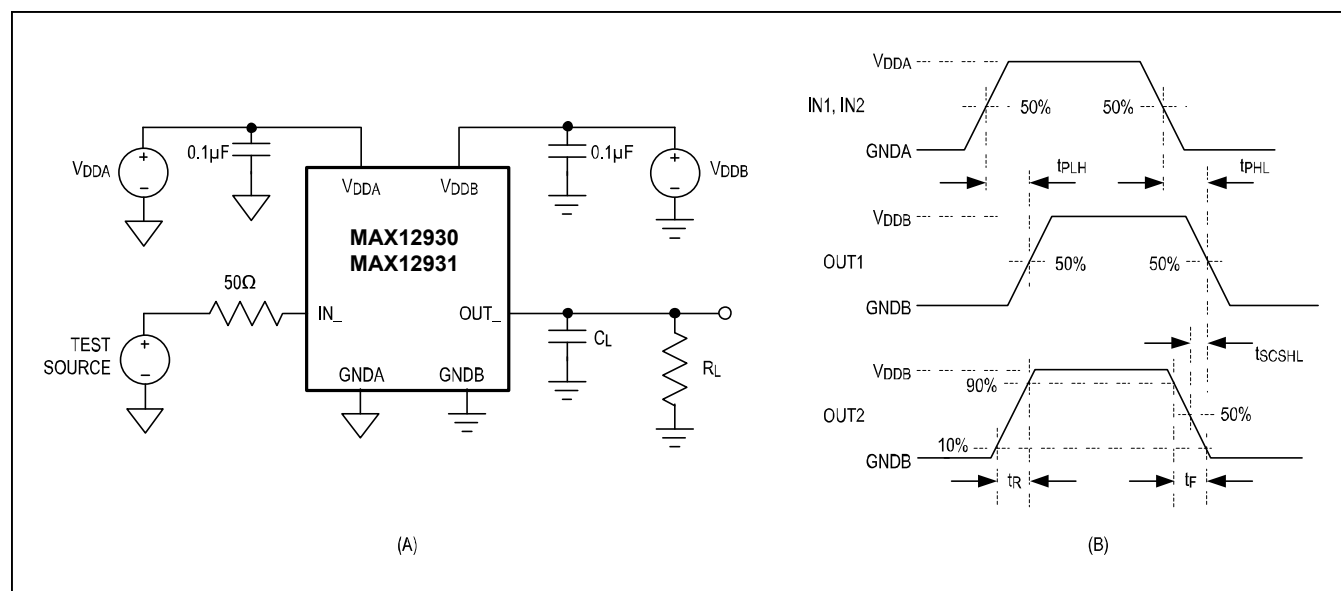 VDDA
0.1µF
VDDA
VDDB
0.1µF
VDDB
MAX12930
MAX12931
50Ω
TEST
SOURCE
IN_
OUT_
CL
RL
GNDA
GNDB
(A)
VDDA
IN1, IN2
50%
50%
GNDA
tPLH
tPHL
VDDB
OUT1
50%
50%
GNDB
tSCSHL
VDDB
90%
OUT2
50%
10%
GNDB
tR
tF
(B)